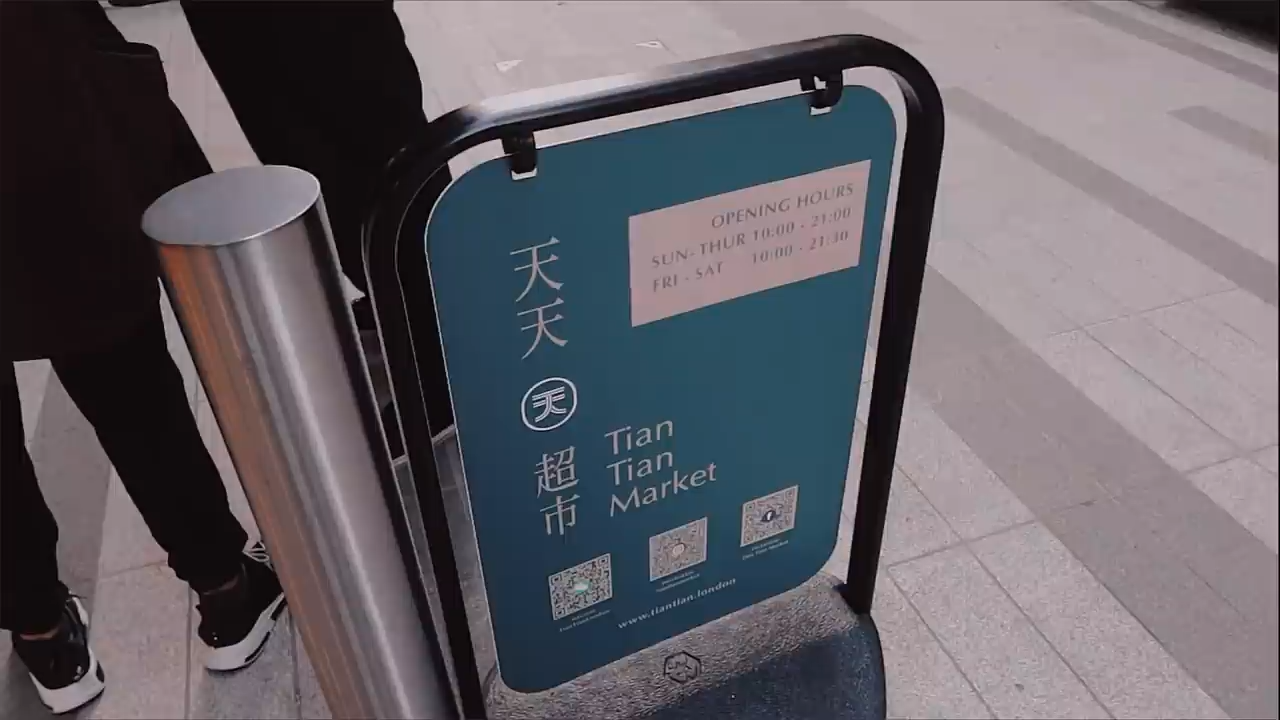 OPENING HOURS
SUN- THUR 10:00 - 21:00
FRI - SAT 10:00 - 21:30
天天
天
超市
Tian
Tian
Market
www.tiantian.london